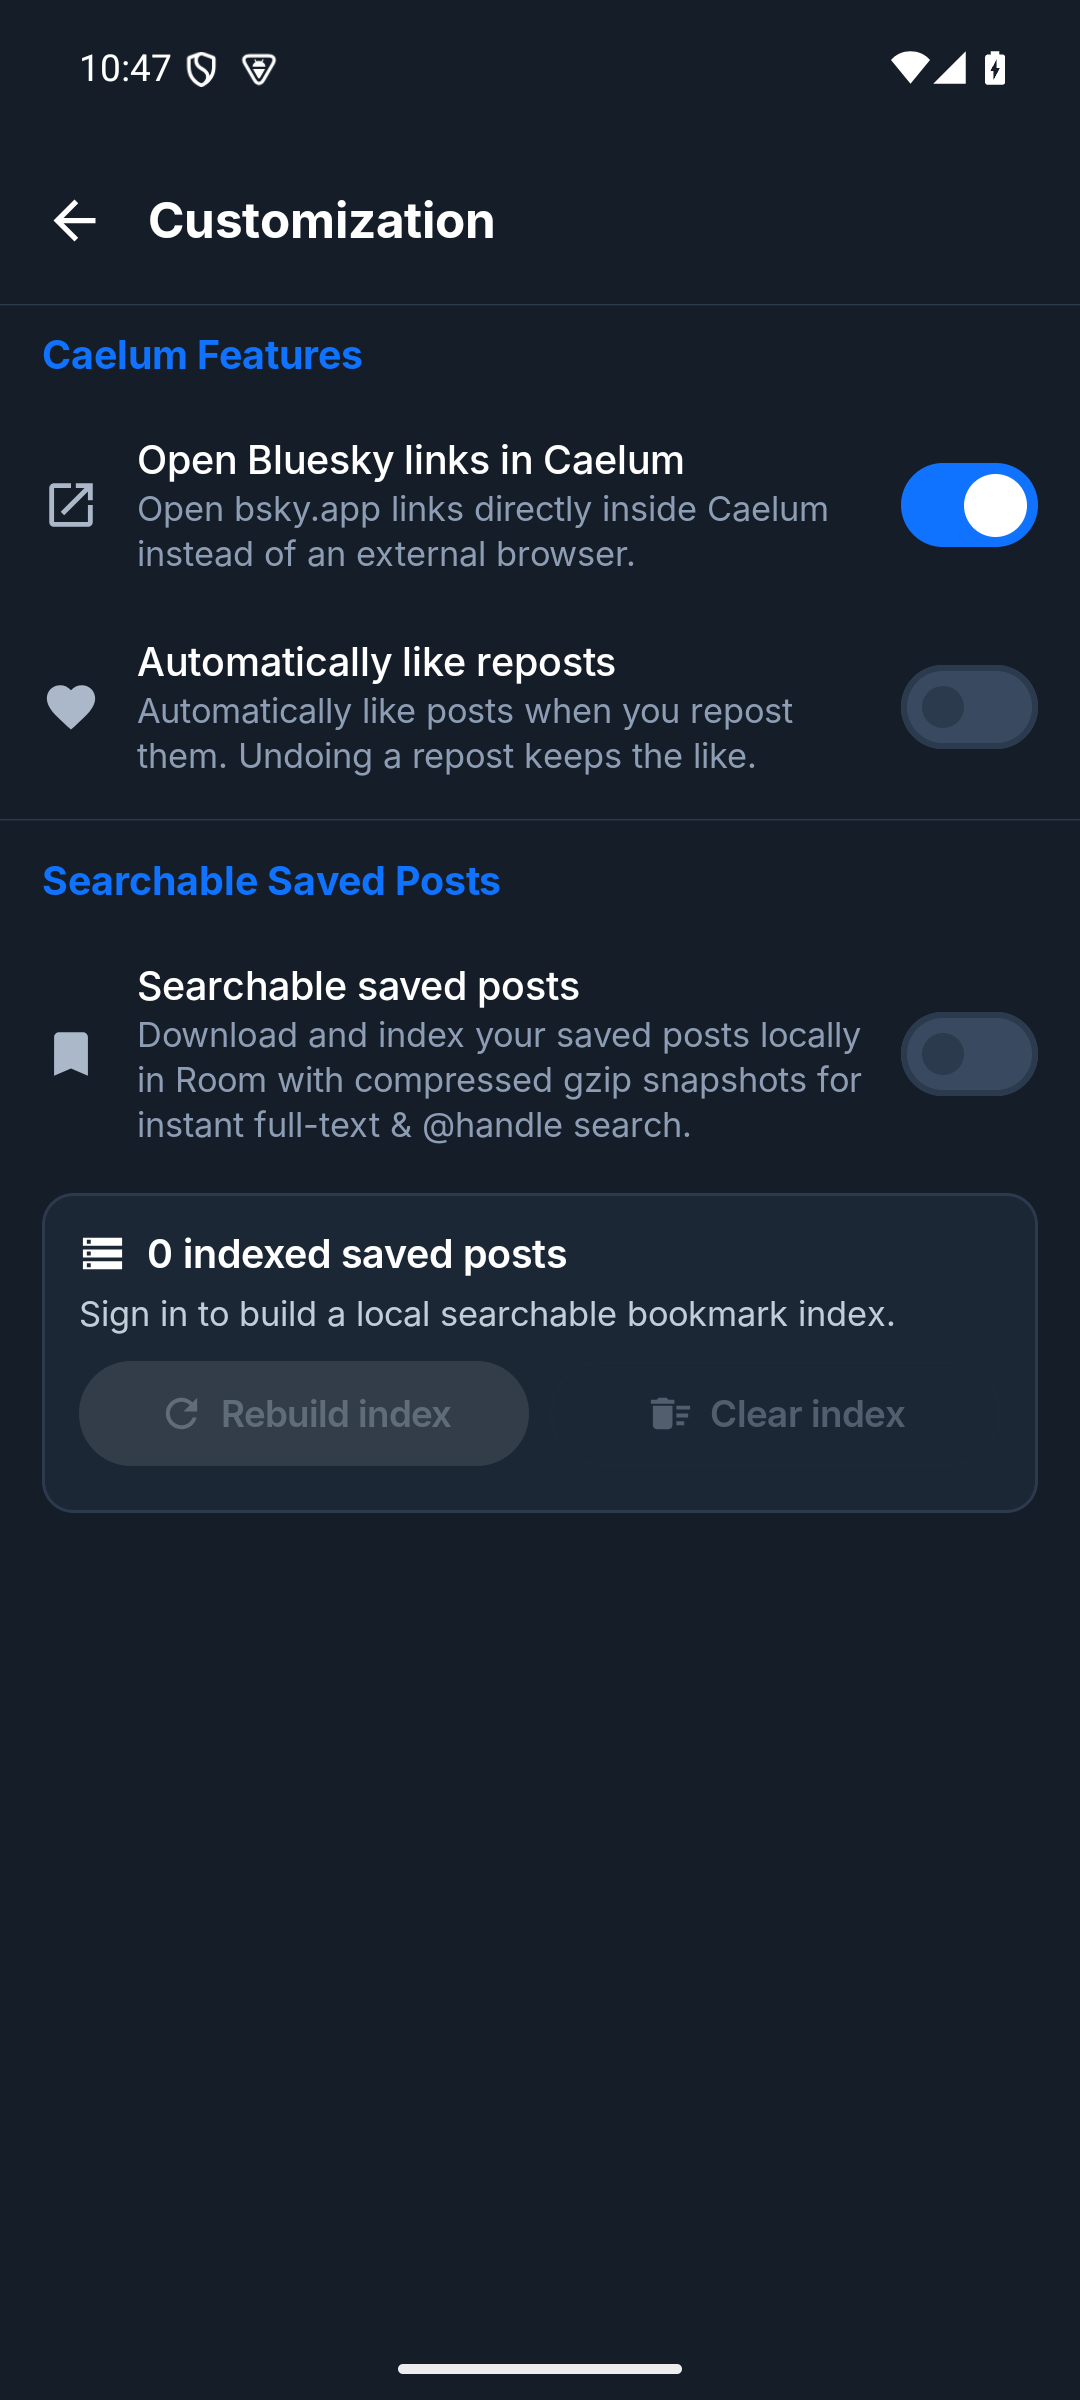 10:47
Customization
Caelum Features
Open Bluesky links in Caelum
Open bsky.app links directly inside Caelum
instead of an external browser.
Automatically like reposts
Automatically like posts when you repost
them. Undoing a repost keeps the like.
Searchable Saved Posts
Searchable saved posts
Download and index your saved posts locally
in Room with compressed gzip snapshots for
instant full-text & @handle search.
0 indexed saved posts
Sign in to build a local searchable bookmark index.
Rebuild index
Clear index